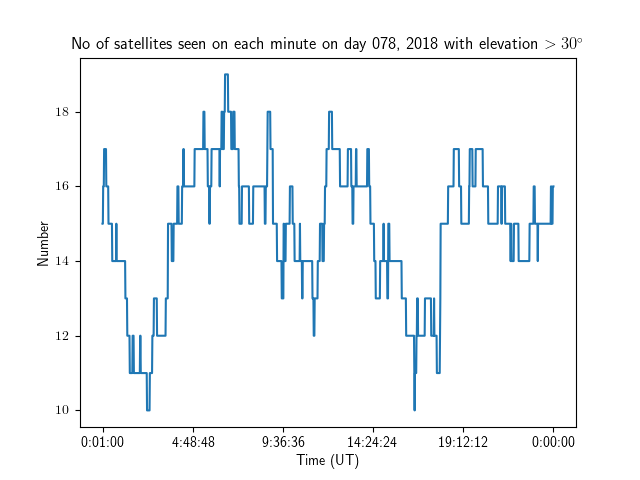 No of satellites seen on each minute on day 078, 2018 with elevation > 30°
18
16
14
12
10
Number
0:01:00 4:48:48 9:36:36 14:24:24 19:12:12 0:00:00
Time (UT)